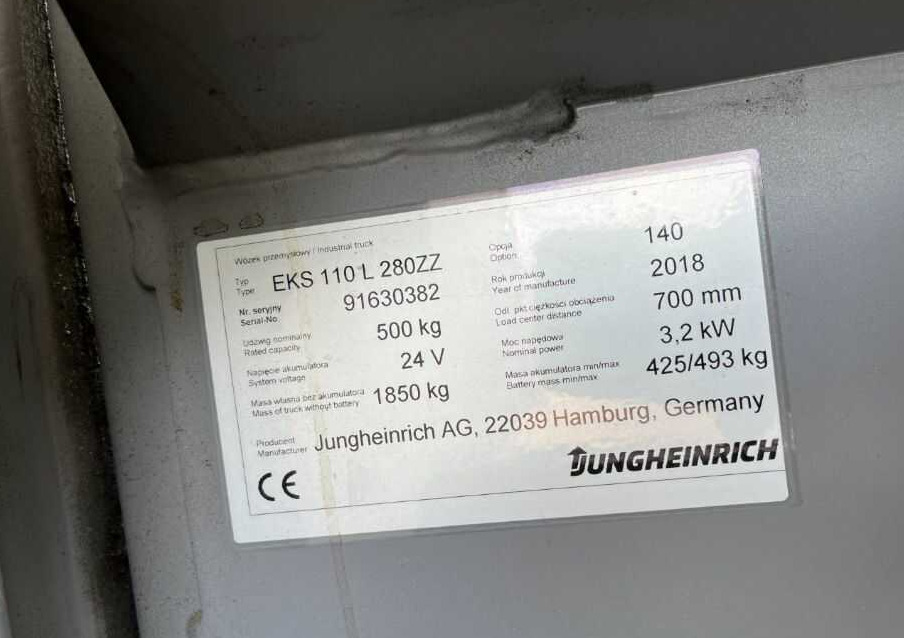 Wózek przemysłowy / Industrial truck
Typ
Type EKS 110 L 280ZZ
Opcja
Option 140
Nr. seryjny
Serial-No. 91630382
Rok produkcji
Year of manufacture 2018
Udźwig nominalny
Rated capacity 500 kg
Odl. pkt ciężkości obciążenia
Load center distance 700 mm
Napięcie akumulatora
System voltage 24 V
Moc napędowa
Nominal power 3,2 kW
Masa własna bez akumulatora
Mass of truck without battery 1850 kg
Masa akumulatora min/max
Battery mass min/max 425/493 kg
Producent
Manufacturer Jungheinrich AG, 22039 Hamburg, Germany
CE
JUNGHEINRICH